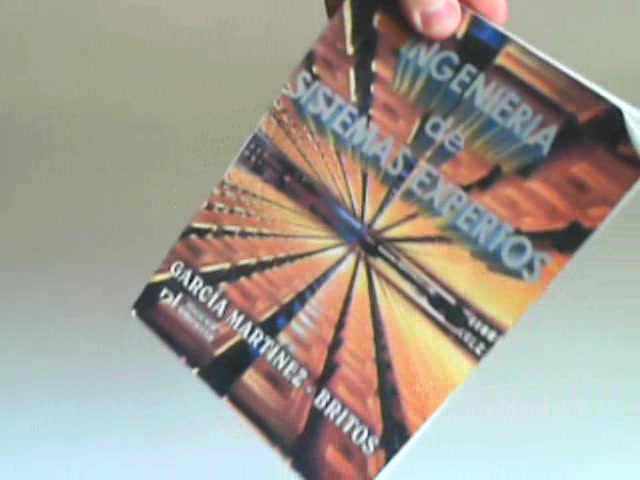 INGENIERIA
de
SISTEMAS EXPERTOS
GARCÍA MARTÍNEZ - BRITOS